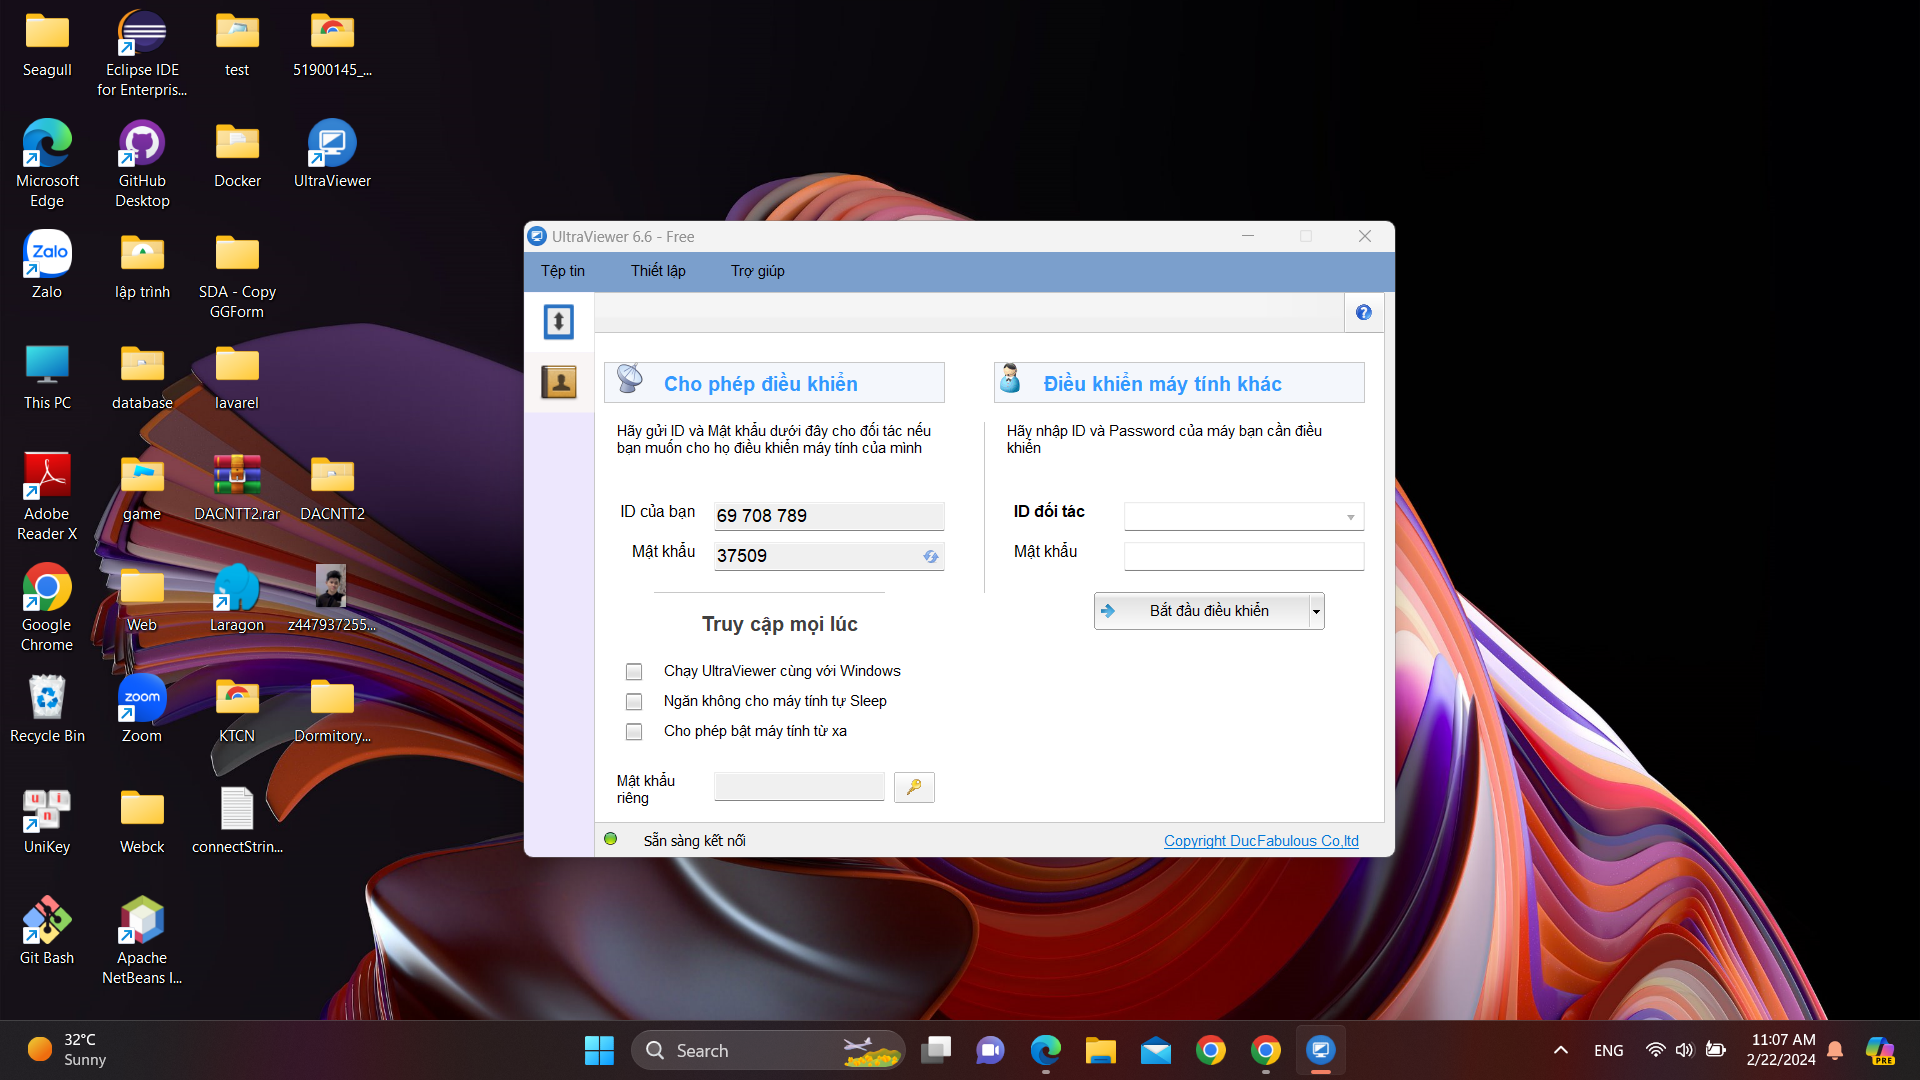 Seagull
Eclipse IDE
for Enterpris...
test
51900145_...
Microsoft
Edge
GitHub
Desktop
Docker
UltraViewer
Zalo
Zalo
lập trình
SDA - Copy
GGForm
This PC
database
lavarel
Adobe
Reader X
game
DACNTT2.rar
DACNTT2
Google
Chrome
Web
Laragon
z447937255...
Recycle Bin
zoom
Zoom
KTCN
Dormitory...
u i
n
UniKey
Webck
connectStrin...
Git Bash
Apache
NetBeans I...
UltraViewer 6.6 - Free
Tệp tin
Thiết lập
Trợ giúp
?
Cho phép điều khiển
Hãy gửi ID và Mật khẩu dưới đây cho đối tác nếu
bạn muốn cho họ điều khiển máy tính của mình
ID của bạn
69 708 789
Mật khẩu
37509
Truy cập mọi lúc
Chạy UltraViewer cùng với Windows
Ngăn không cho máy tính tự Sleep
Cho phép bật máy tính từ xa
Mật khẩu
riêng
Điều khiển máy tính khác
Hãy nhập ID và Password của máy bạn cần điều
khiển
ID đối tác
Mật khẩu
Bắt đầu điều khiển
Sẵn sàng kết nối
Copyright DucFabulous Co,ltd
32°C
Sunny
Search
ENG
11:07 AM
2/22/2024
PRE